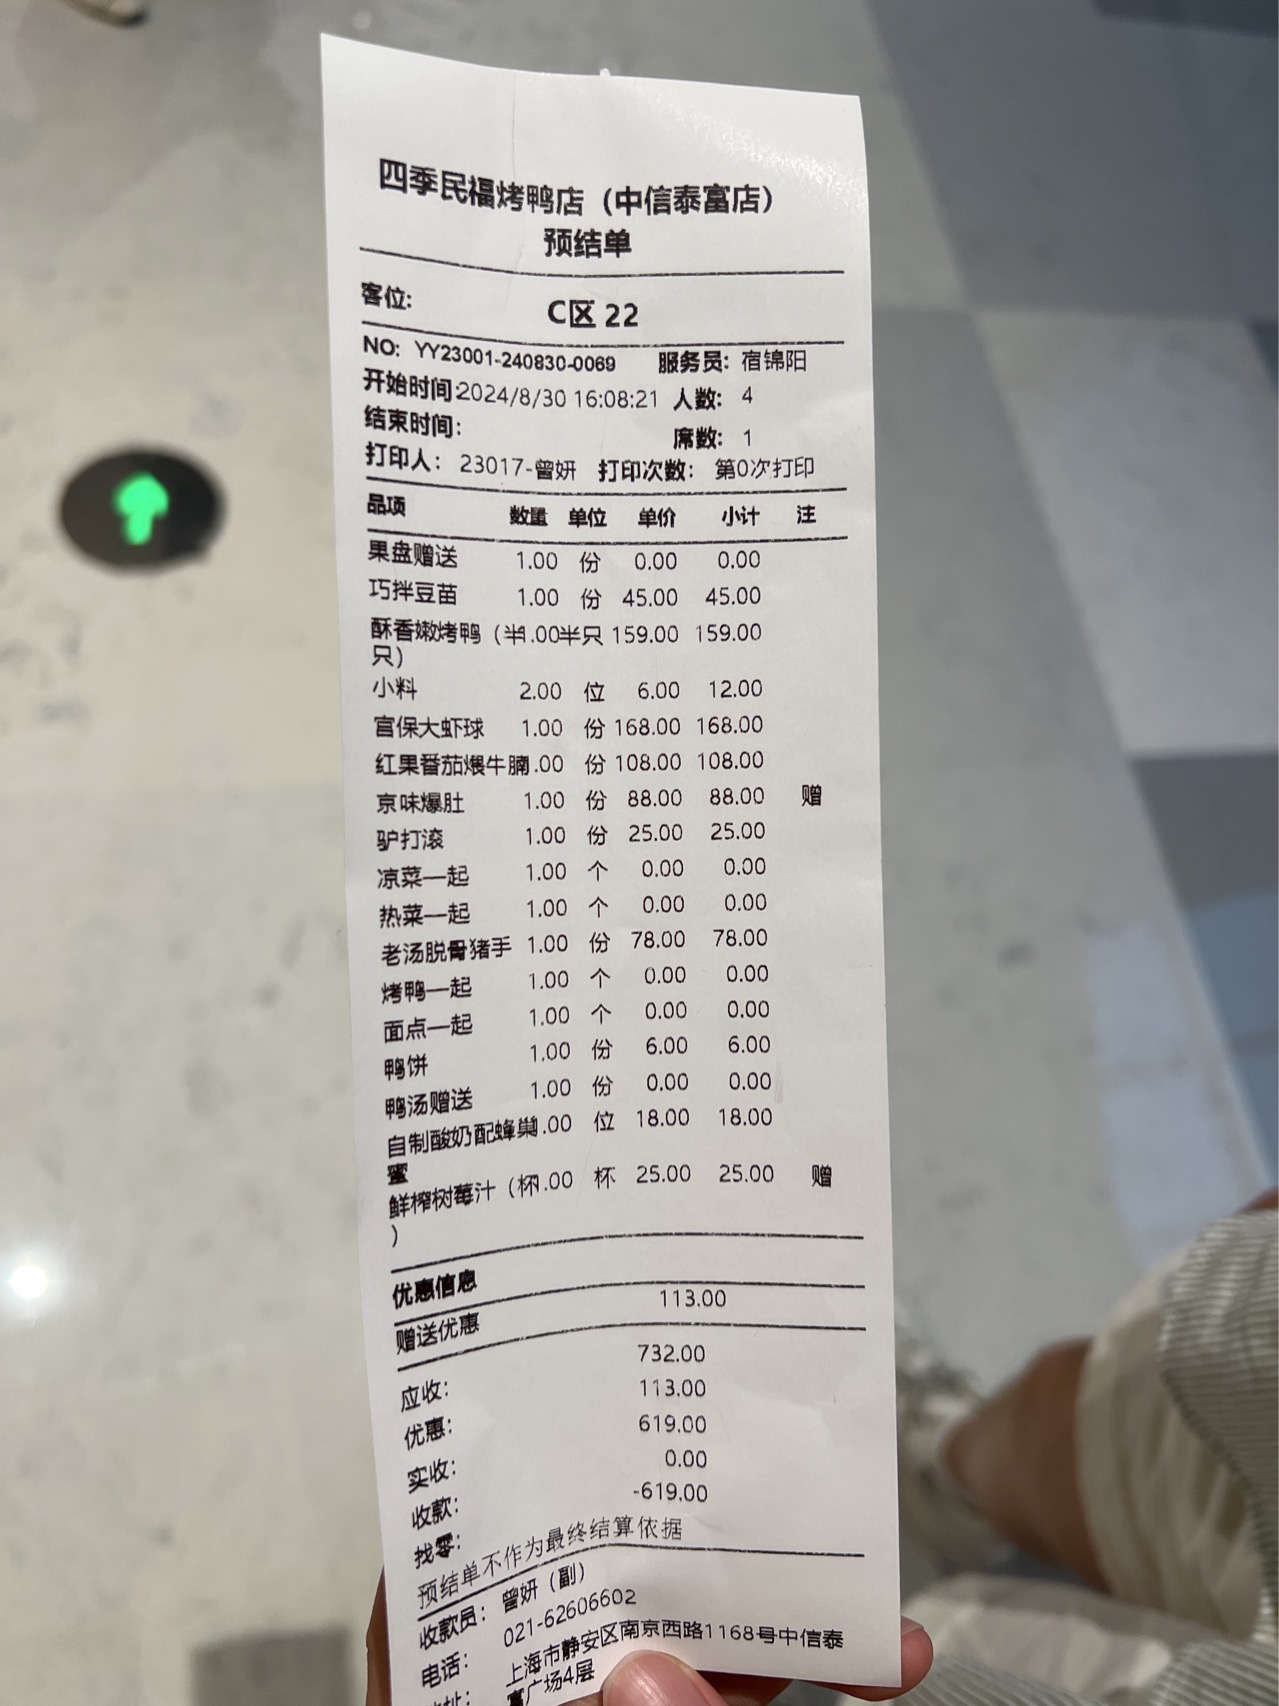 四季民福烤鸭店（中信泰富店）
预结单
客位: C区 22
NO: YY23001-240830-0069 服务员: 宿锦阳
开始时间:2024/8/30 16:08:21 人数: 4
结束时间: 席数: 1
打印人: 23017-曾妍 打印次数: 第0次打印
品项 数量 单位 单价 小计 注
果盘赠送 1.00 份 0.00 0.00
巧拌豆苗 1.00 份 45.00 45.00
酥香嫩烤鸭（半.00半只 159.00 159.00
只）
小料 2.00 位 6.00 12.00
宫保大虾球 1.00 份 168.00 168.00
红果番茄煨牛腩.00 份 108.00 108.00
京味爆肚 1.00 份 88.00 88.00 赠
驴打滚 1.00 份 25.00 25.00
凉菜—起 1.00 个 0.00 0.00
热菜—起 1.00 个 0.00 0.00
老汤脱骨猪手 1.00 份 78.00 78.00
烤鸭—起 1.00 个 0.00 0.00
面点—起 1.00 个 0.00 0.00
鸭饼 1.00 份 6.00 6.00
鸭汤赠送 1.00 份 0.00 0.00
自制酸奶配蜂巢.00 位 18.00 18.00
蜜
鲜榨树莓汁（杯.00 杯 25.00 25.00 赠
）
优惠信息
赠送优惠 113.00
应收: 732.00
优惠: 113.00
实收: 619.00
收款: 0.00
找零: -619.00
预结单不作为最终结算依据
收款员: 曾妍（副）
电话: 021-62606602
地址: 上海市静安区南京西路1168号中信泰
富广场4层